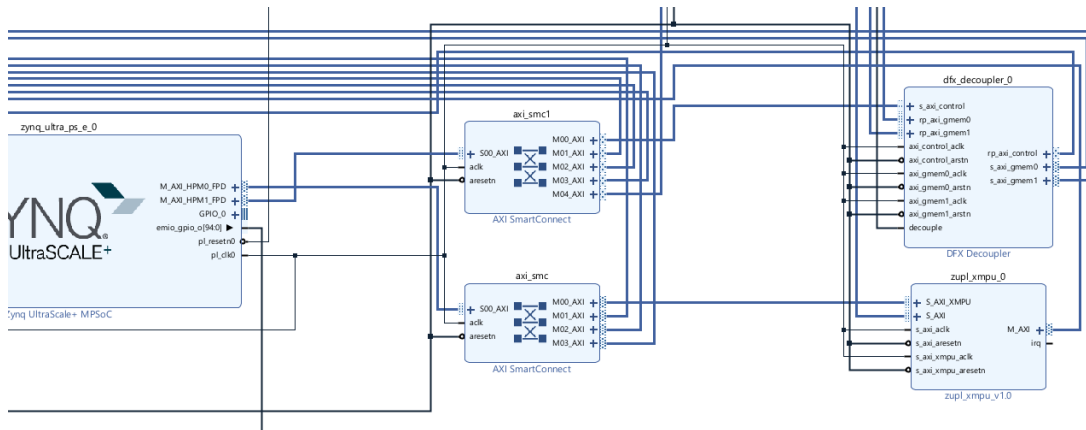 zynq_ultra_ps_e_0
YNQ
UltraSCALE+
M_AXI_HPM0_FPD
M_AXI_HPM1_FPD
GPIO_0
emio_gpio_o[94:0]
pl_resetn0
pl_clk0
Zynq UltraScale+ MPSoC
axi_smc1
S00_AXI
aclk
aresetn
M00_AXI
M01_AXI
M02_AXI
M03_AXI
M04_AXI
AXI SmartConnect
axi_smc
S00_AXI
aclk
aresetn
M00_AXI
M01_AXI
M02_AXI
M03_AXI
AXI SmartConnect
dfx_decoupler_0
s_axi_control
rp_axi_gmem0
rp_axi_gmem1
axi_control_aclk
axi_control_arstn
axi_gmem0_aclk
axi_gmem0_arstn
axi_gmem1_aclk
axi_gmem1_arstn
decouple
rp_axi_control
s_axi_gmem0
s_axi_gmem1
DFX Decoupler
zupl_xmpu_0
S_AXI_XMPU
S_AXI
s_axi_aclk
s_axi_aresetn
s_axi_xmpu_aclk
s_axi_xmpu_aresetn
M_AXI
irq
zupl_xmpu_v1.0